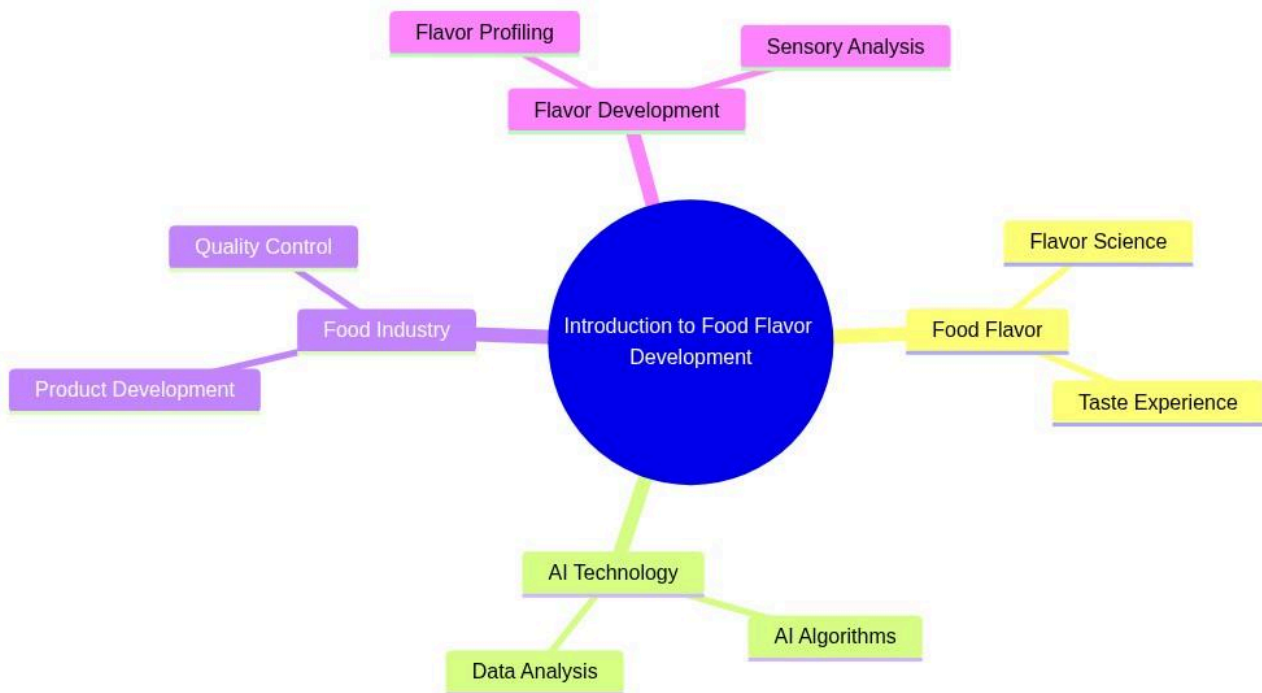 Flavor Profiling
Sensory Analysis
Flavor Development
Quality Control
Flavor Science
Introduction to Food Flavor
Development
Food Industry
Food Flavor
Product Development
Taste Experience
AI Technology
AI Algorithms
Data Analysis